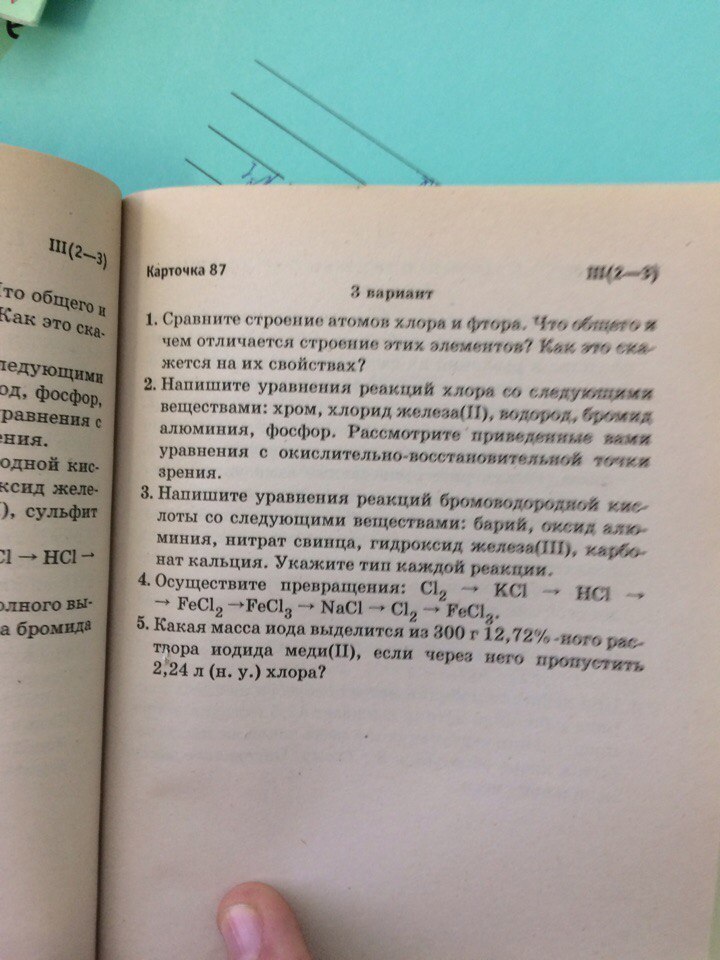 III(2—3)
Что общего и
Как это ска-
следующими
од, фосфор,
уравнения с
ения.
одной кис-
ксид желе-
), сульфит
Cl → HCl →
олного вы-
а бромида
Карточка 87 III(2—3)
3 вариант
1. Сравните строение атомов хлора и фтора. Что общего и
чем отличается строение этих элементов? Как это ска-
жется на их свойствах?
2. Напишите уравнения реакций хлора со следующими
веществами: хром, хлорид железа(II), водород, бромид
алюминия, фосфор. Рассмотрите приведенные вами
уравнения с окислительно-восстановительной точки
зрения.
3. Напишите уравнения реакций бромоводородной кис-
лоты со следующими веществами: барий, оксид алю-
миния, нитрат свинца, гидроксид железа(III), карбо-
нат кальция. Укажите тип каждой реакции.
4. Осуществите превращения: Cl₂ → KCl → HCl →
→ FeCl₂ →FeCl₃ → NaCl → Cl₂ → FeCl₃.
5. Какая масса иода выделится из 300 г 12,72% -ного рас-
твора иодида меди(II), если через него пропустить
2,24 л (н. у.) хлора?